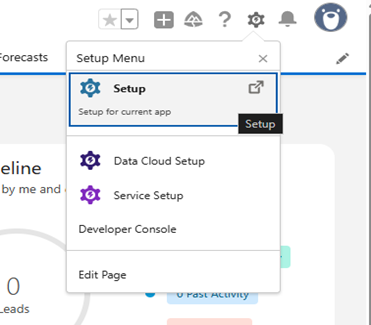 Forecasts
Setup Menu
Setup
Setup for current app
Setup
Data Cloud Setup
Service Setup
Developer Console
Edit Page
eline
by me and
0
Leads
0 Past Activity